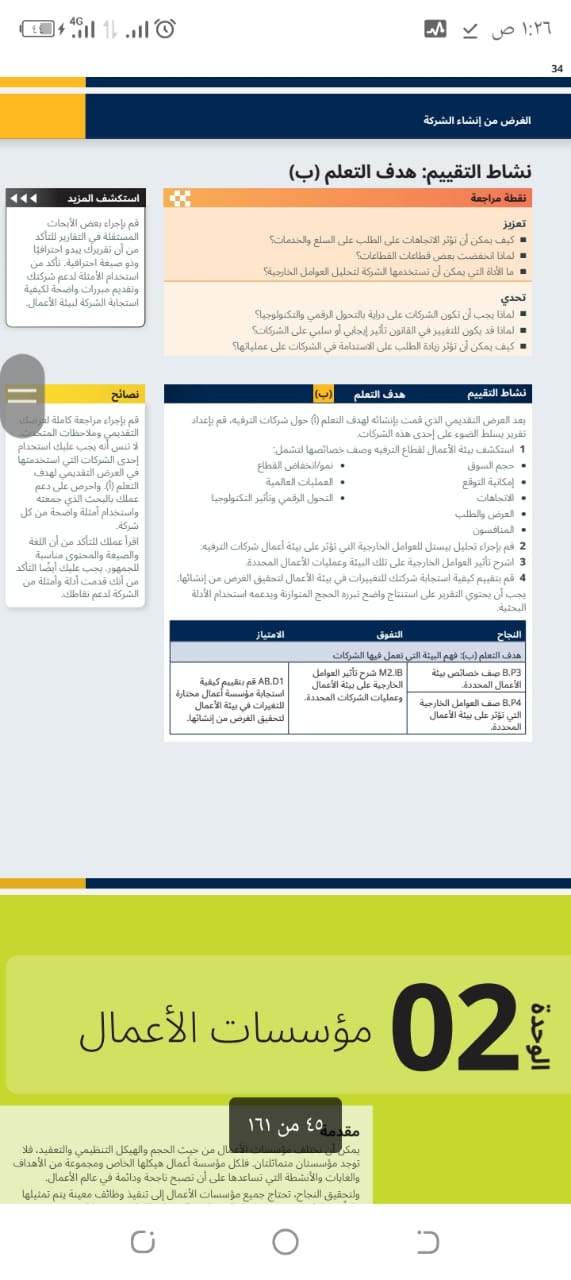 ١:٢٦ ص
4G
34
الغرض من إنشاء الشركة
نشاط التقييم: هدف التعلم (ب)
نقطة مراجعة
تعزيز
■ كيف يمكن أن تؤثر الاتجاهات على الطلب على السلع والخدمات؟
■ لماذا انخفضت بعض قطاعات القطاعات؟
■ ما الأداة التي يمكن أن تستخدمها الشركة لتحليل العوامل الخارجية؟
تحدي
■ لماذا يجب أن تكون الشركات على دراية بالتحول الرقمي والتكنولوجيا؟
■ لماذا قد يكون للتغيير في القانون تأثير إيجابي أو سلبي على الشركات؟
■ كيف يمكن أن تؤثر زيادة الطلب على الاستدامة في الشركات على عملياتها؟
استكشف المزيد
قم بإجراء بعض الأبحاث
المستقلة في التقارير للتأكد
من أن تقريرك يبدو احترافيًا
وذو صيغة احترافية. تأكد من
استخدام الأمثلة لدعم شركتك
وتقديم مبررات واضحة لكيفية
استجابة الشركة لبيئة الأعمال.
نشاط التقييم هدف التعلم (ب)
بعد العرض التقديمي الذي قمت بإنشائه لهدف التعلم (أ) حول شركات الترفيه، قم بإعداد
تقرير يسلط الضوء على إحدى هذه الشركات.
1 استكشف بيئة الأعمال لقطاع الترفيه وصف خصائصها لتشمل:
• حجم السوق
• إمكانية التوقع
• الاتجاهات
• العرض والطلب
• المنافسون
• نمو/انخفاض القطاع
• العمليات العالمية
• التحول الرقمي وتأثير التكنولوجيا
2 قم بإجراء تحليل بيستل للعوامل الخارجية التي تؤثر على بيئة أعمال شركات الترفيه.
3 اشرح تأثير العوامل الخارجية على تلك البيئة وعمليات الأعمال المحددة.
4 قم بتقييم كيفية استجابة شركتك للتغييرات في بيئة الأعمال لتحقيق الغرض من إنشائها.
يجب أن يحتوي التقرير على استنتاج واضح تبرره الحجج المتوازنة ويدعمه استخدام الأدلة
البحثية.
نصائح
قم بإجراء مراجعة كاملة لعرضك
التقديمي وملاحظات المتحدث.
لا تنس أنه يجب عليك استخدام
إحدى الشركات التي استخدمتها
في العرض التقديمي لهدف
التعلم (أ). واحرص على دعم
عملك بالبحث الذي جمعته
واستخدام أمثلة واضحة من كل
شركة.
اقرأ عملك للتأكد من أن اللغة
والصيغة والمحتوى مناسبة
للجمهور. يجب عليك أيضًا التأكد
من أنك قدمت أدلة وأمثلة من
الشركة لدعم نقاطك.
النجاح التفوق الامتياز
هدف التعلم (ب): فهم البيئة التي تعمل فيها الشركات
B.P3 صف خصائص بيئة
الأعمال المحددة.
B.P4 صف العوامل الخارجية
التي تؤثر على بيئة الأعمال
المحددة.
M2.IB شرح تأثير العوامل
الخارجية على بيئة الأعمال
وعمليات الشركات المحددة.
AB.D1 قم بتقييم كيفية
استجابة مؤسسة أعمال مختارة
للتغيرات في بيئة الأعمال
لتحقيق الغرض من إنشائها.
الوحدة
02 مؤسسات الأعمال
٤٥ من ١٦١
مقدمة
يمكن أن تختلف مؤسسات الأعمال من حيث الحجم والهيكل التنظيمي والتعقيد، فلا
توجد مؤسستان متماثلتان. فلكل مؤسسة أعمال هيكلها الخاص ومجموعة من الأهداف
والغايات والأنشطة التي تساعدها على أن تصبح ناجحة ودائمة في عالم الأعمال.
ولتحقيق النجاح، تحتاج جميع مؤسسات الأعمال إلى تنفيذ وظائف معينة يتم تمثيلها